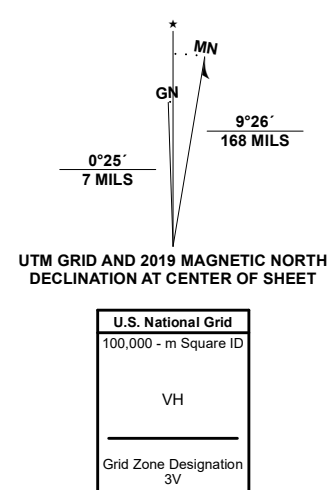 ★
MN
GN
9°26´
168 MILS
0°25´
7 MILS
UTM GRID AND 2019 MAGNETIC NORTH
DECLINATION AT CENTER OF SHEET
U.S. National Grid
100,000 - m Square ID
VH
Grid Zone Designation
3V